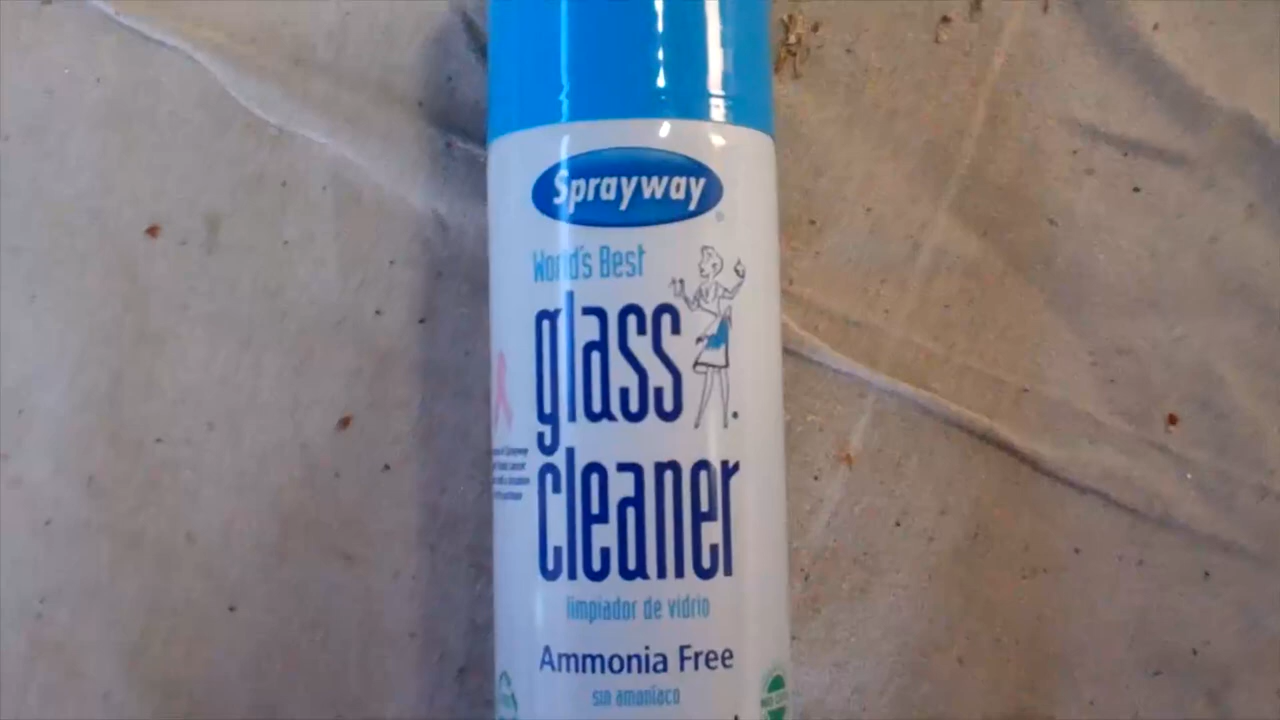 Sprayway
World's Best
glass
cleaner
limpiador de vidrio
Ammonia Free
sin amoníaco